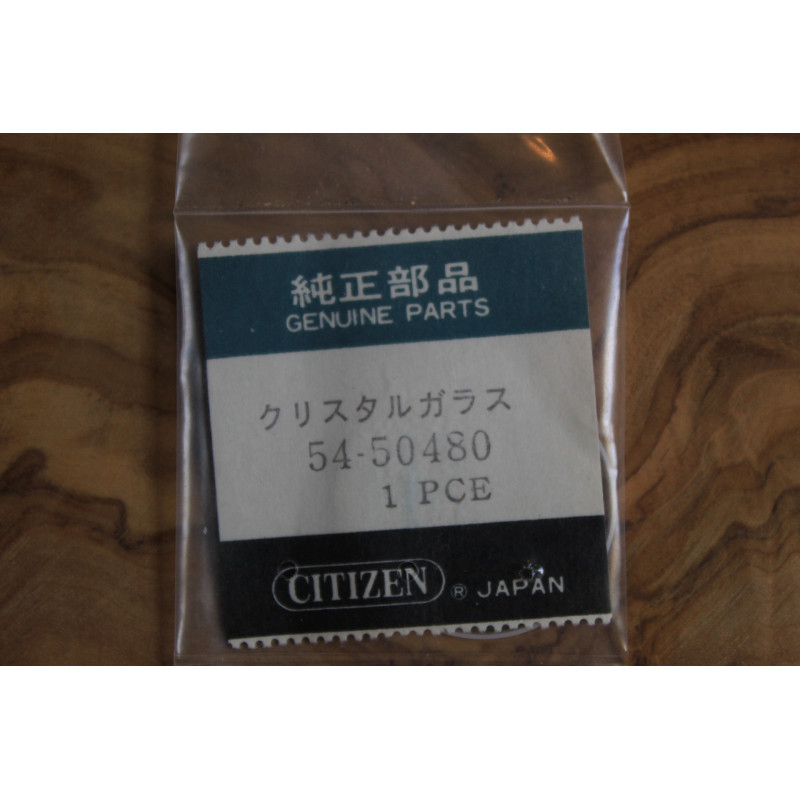 純正部品
GENUINE PARTS
クリスタルガラス
54-50480
1 PCE
CITIZEN ® JAPAN